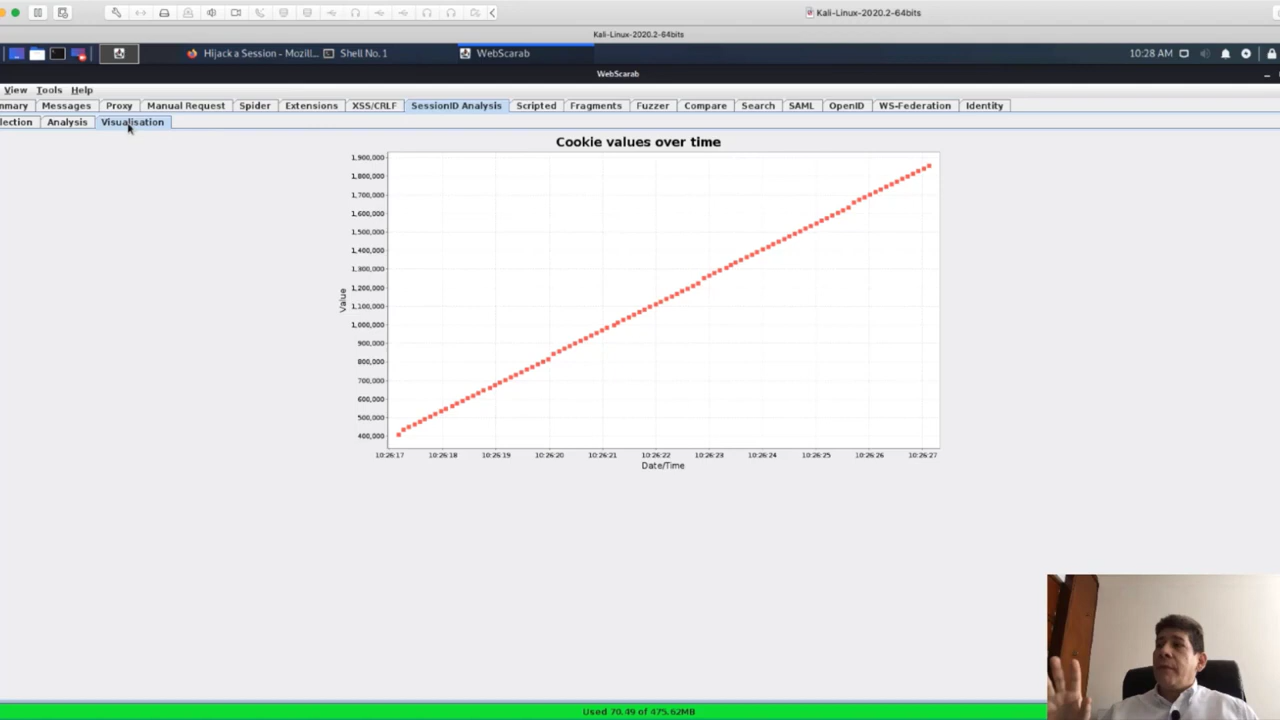 Kali-Linux-2020.2-64bits
Kali-Linux-2020.2-64bits
Hijack a Session - Mozill... Shell No. 1 WebScarab 10:28 AM
WebScarab
View Tools Help
mmary Messages Proxy Manual Request Spider Extensions XSS/CRLF SessionID Analysis Scripted Fragments Fuzzer Compare Search SAML OpenID WS-Federation Identity
lection Analysis Visualisation
Cookie values over time
1,900,000
1,800,000
1,700,000
1,600,000
1,500,000
1,400,000
1,300,000
1,200,000
1,100,000
1,000,000
900,000
800,000
700,000
600,000
500,000
400,000
Value
10:26:17 10:26:18 10:26:19 10:26:20 10:26:21 10:26:22 10:26:23 10:26:24 10:26:25 10:26:26 10:26:27
Date/Time
Used 70.49 of 475.62MB